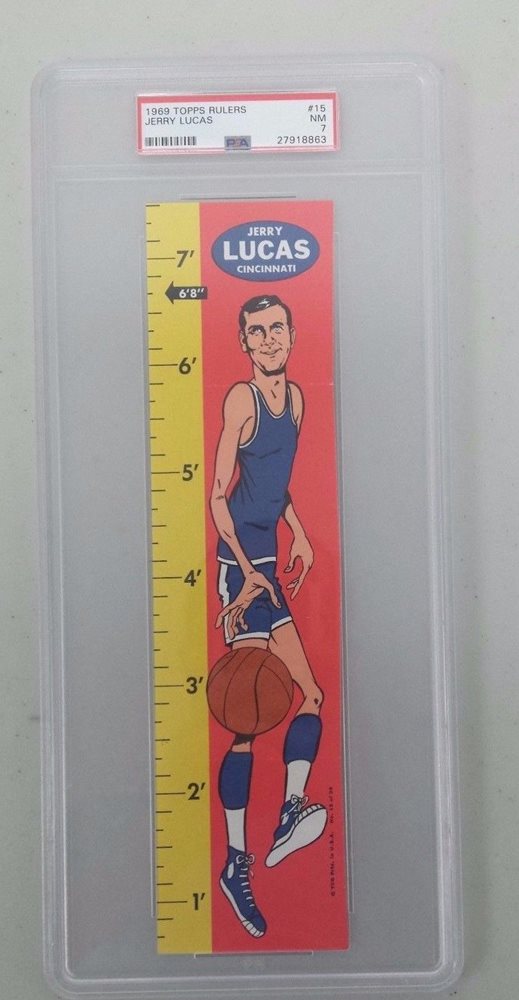 1969 TOPPS RULERS #15
JERRY LUCAS NM
7
PSA 27918863
JERRY
LUCAS
CINCINNATI
7'
6'8"
6'
5'
4'
3'
2'
1'